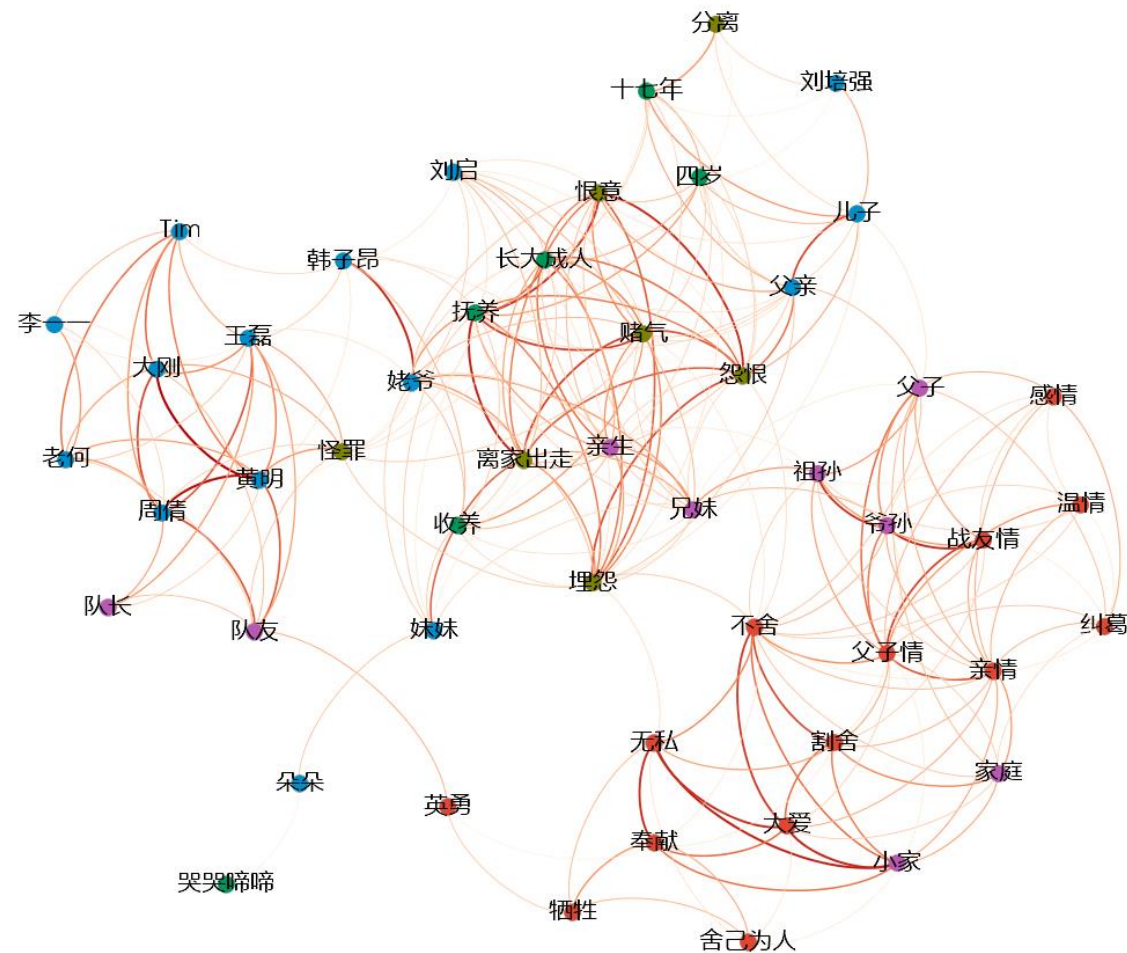 分离
刘培强
十七年
刘启
四岁
恨意
儿子
Tim
韩子昂
长大成人
父亲
抚养
李一一
王磊
赌气
大刚
姥爷
怨恨
父子
感情
老何
怪罪
黄明
离家出走
亲生
祖孙
周倩
收养
兄妹
爷孙
温情
战友情
埋怨
队长
队友
妹妹
不舍
纠葛
父子情
亲情
无私
割舍
家庭
朵朵
英勇
大爱
奉献
小家
哭哭啼啼
牺牲
舍己为人